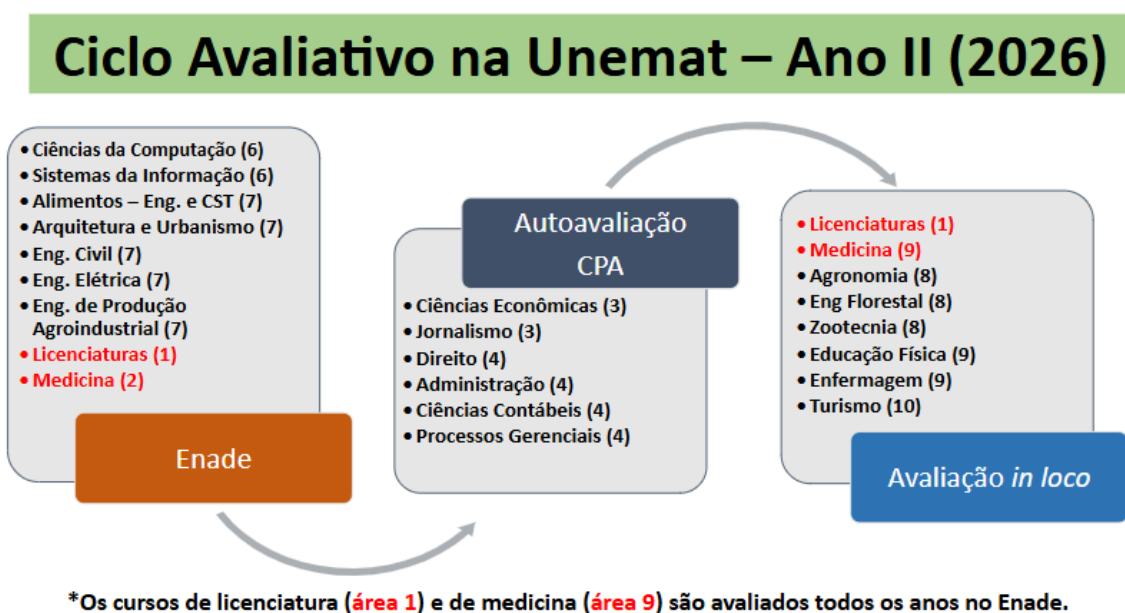 Ciclo Avaliativo na Unemat – Ano II (2026)
• Ciências da Computação (6)
• Sistemas da Informação (6)
• Alimentos – Eng. e CST (7)
• Arquitetura e Urbanismo (7)
• Eng. Civil (7)
• Eng. Elétrica (7)
• Eng. de Produção
Agroindustrial (7)
• Licenciaturas (1)
• Medicina (2)
Enade
Autoavaliação
CPA
• Ciências Econômicas (3)
• Jornalismo (3)
• Direito (4)
• Administração (4)
• Ciências Contábeis (4)
• Processos Gerenciais (4)
• Licenciaturas (1)
• Medicina (9)
• Agronomia (8)
• Eng Florestal (8)
• Zootecnia (8)
• Educação Física (9)
• Enfermagem (9)
• Turismo (10)
Avaliação in loco
*Os cursos de licenciatura (área 1) e de medicina (área 9) são avaliados todos os anos no Enade.